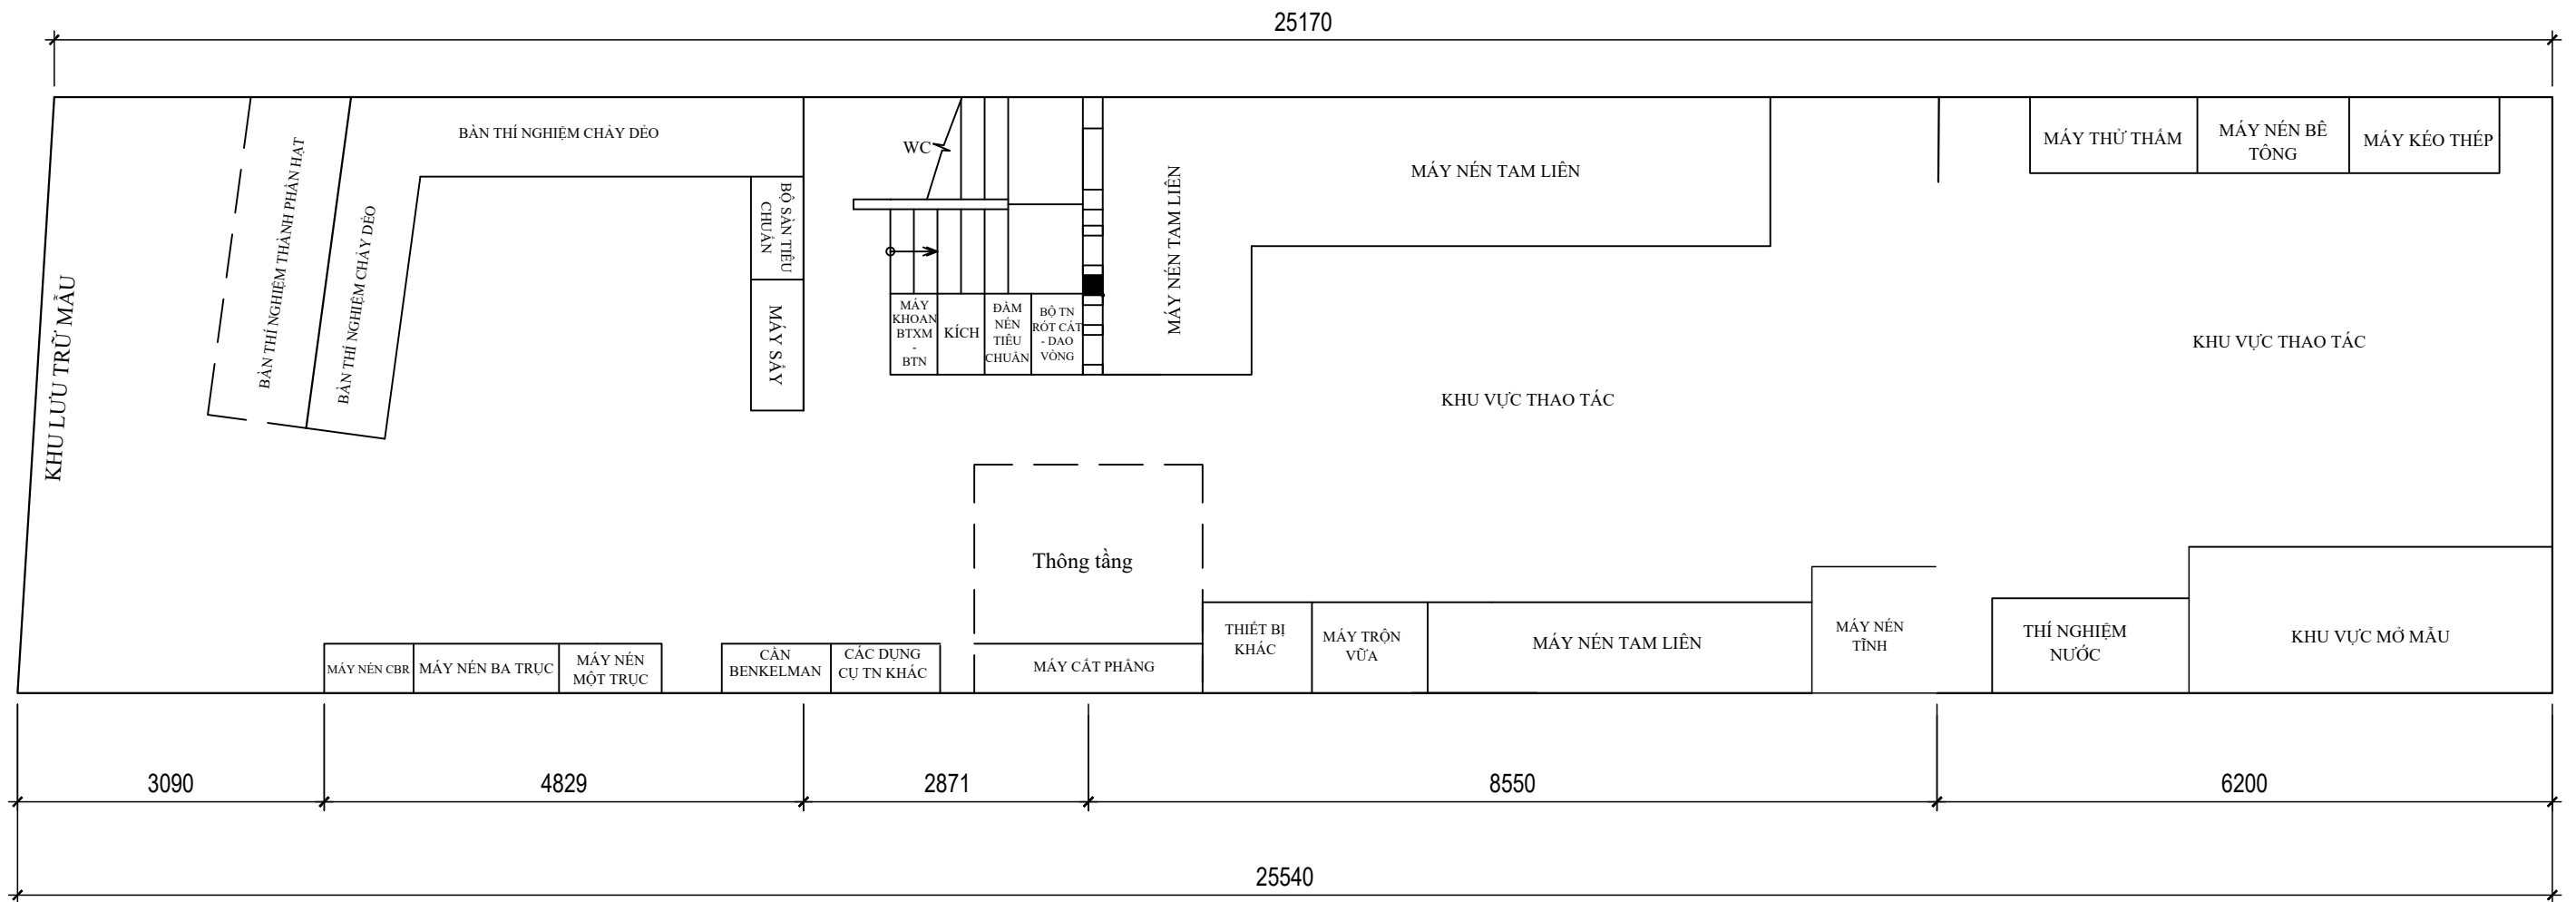 25170
BÀN THÍ NGHIỆM CHẢY DẺO
WC
MÁY NÉN TAM LIÊN
MÁY THỬ THẤM
MÁY NÉN BÊ
TÔNG
MÁY KÉO THÉP
BÀN THÍ NGHIỆM THÀNH PHẦN HẠT
BÀN THÍ NGHIỆM CHẢY DẺO
BỘ SÀN TIÊU
CHUẨN
MÁY NÉN TAM LIÊN
KHU LƯU TRỮ MẪU
MÁY SẤY
MÁY
KHOAN
BTXM
-
BTN
KÍCH
ĐẦM
NÉN
TIÊU
CHUẨN
BỘ TN
RÓT CÁT
- DAO
VÒNG
KHU VỰC THAO TÁC
KHU VỰC THAO TÁC
Thông tầng
MÁY NÉN CBR
MÁY NÉN BA TRỤC
MÁY NÉN
MỘT TRỤC
CẦN
BENKELMAN
CÁC DỤNG
CỤ TN KHÁC
MÁY CẮT PHẲNG
THIẾT BỊ
KHÁC
MÁY TRỘN
VỮA
MÁY NÉN TAM LIÊN
MÁY NÉN
TĨNH
THÍ NGHIỆM
NƯỚC
KHU VỰC MỞ MẪU
3090
4829
2871
8550
6200
25540